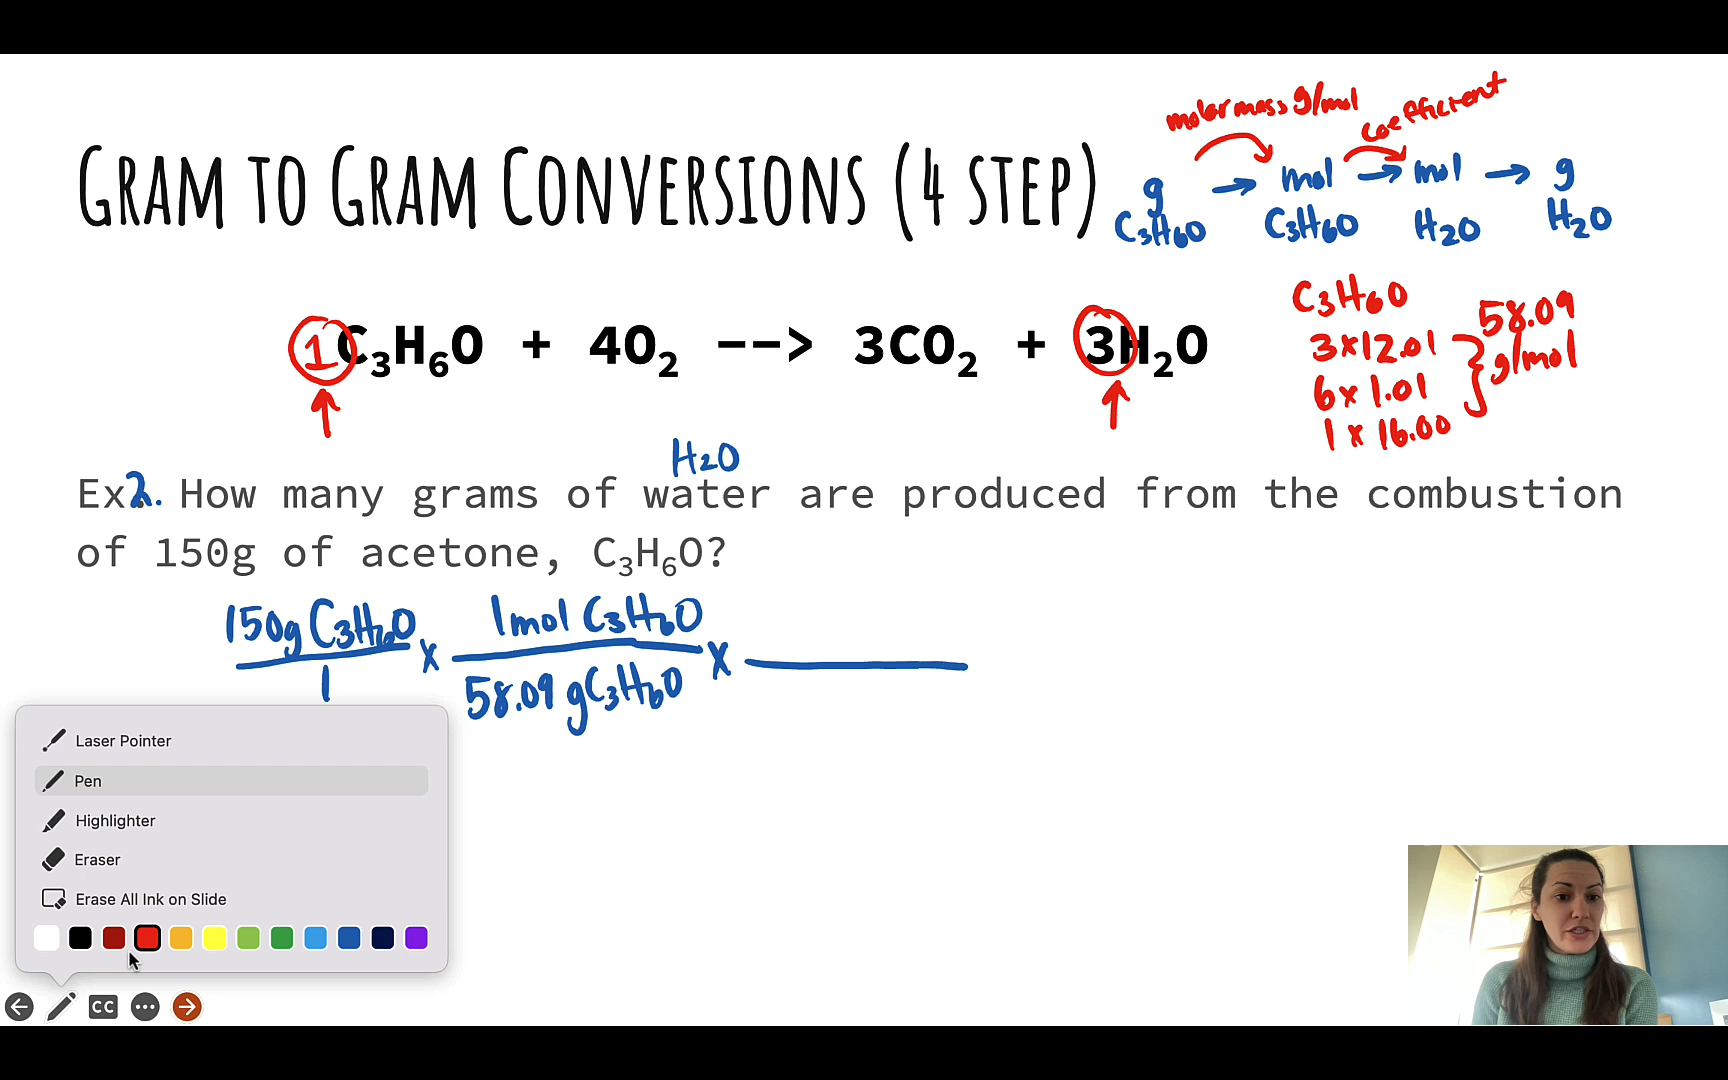 molar mass g/mol coefficient
GRAM TO GRAM CONVERSIONS (4 STEP)
g → mol → mol → g
C₃H₆O C₃H₆O H₂O H₂O
1C₃H₆O + 4O₂ --> 3CO₂ + 3H₂O
C₃H₆O
3x12.01
6x 1.01
1 x 16.00
58.09
g/mol
H₂O
Ex2. How many grams of water are produced from the combustion
of 150g of acetone, C₃H₆O?
150g C₃H₆O x 1mol C₃H₆O x
1 58.09 gC₃H₆O
Laser Pointer
Pen
Highlighter
Eraser
Erase All Ink on Slide
CC